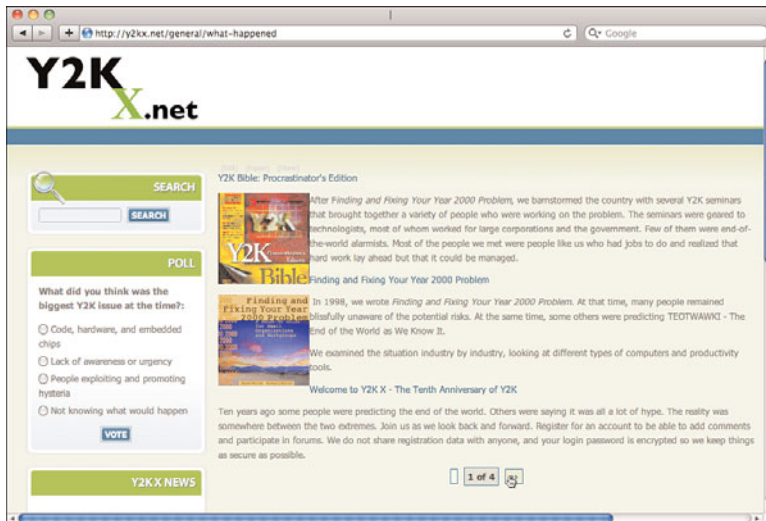 http://y2kx.net/general/what-happened
Google
Y2K
X.net
SEARCH
SEARCH
POLL
What did you think was the
biggest Y2K issue at the time?:
Code, hardware, and embedded
chips
Lack of awareness or urgency
People exploiting and promoting
hysteria
Not knowing what would happen
VOTE
Y2KX NEWS
Y2K Bible: Procrastinator's Edition
Y2K
Bible
After Finding and Fixing Your Year 2000 Problem, we barnstormed the country with several Y2K seminars
that brought together a variety of people who were working on the problem. The seminars were geared to
technologists, most of whom worked for large corporations and the government. Few of them were end-of-
the-world alarmists. Most of the people we met were people like us who had jobs to do and realized that
hard work lay ahead but that it could be managed.
Finding and Fixing Your Year 2000 Problem
Finding and
Fixing Your Year
2000 Problem
In 1998, we wrote Finding and Fixing Your Year 2000 Problem. At that time, many people remained
blissfully unaware of the potential risks. At the same time, some others were predicting TEOTWAWKI - The
End of the World as We Know It.
We examined the situation industry by industry, looking at different types of computers and productivity
tools.
Welcome to Y2K X - The Tenth Anniversary of Y2K
Ten years ago some people were predicting the end of the world. Others were saying it was all a lot of hype. The reality was
somewhere between the two extremes. Join us as we look back and forward. Register for an account to be able to add comments
and participate in forums. We do not share registration data with anyone, and your login password is encrypted so we keep things
as secure as possible.
1 of 4